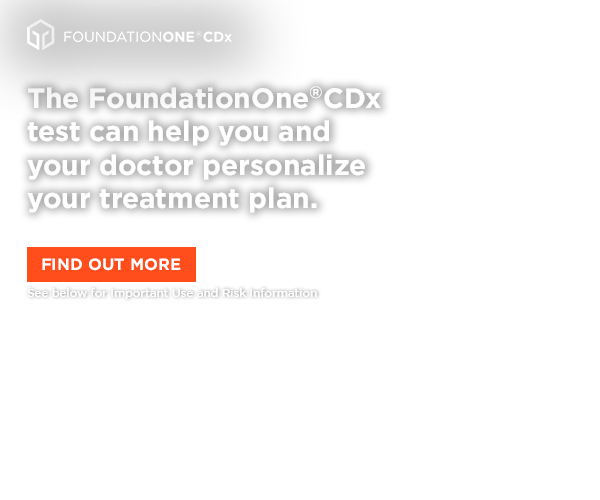 FOUNDATIONONE®CDx
The FoundationOne®CDx
test can help you and
your doctor personalize
your treatment plan.
FIND OUT MORE
See below for Important Use and Risk Information